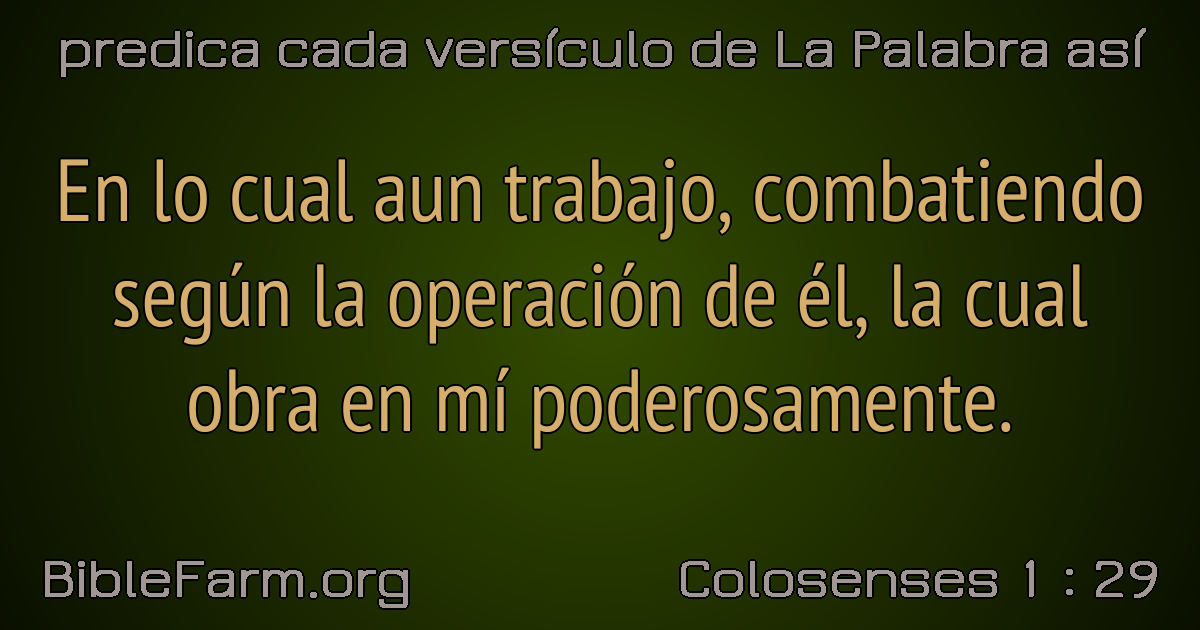 predica cada versículo de La Palabra así
En lo cual aun trabajo, combatiendo
según la operación de él, la cual
obra en mí poderosamente.
BibleFarm.org
Colosenses 1 : 29